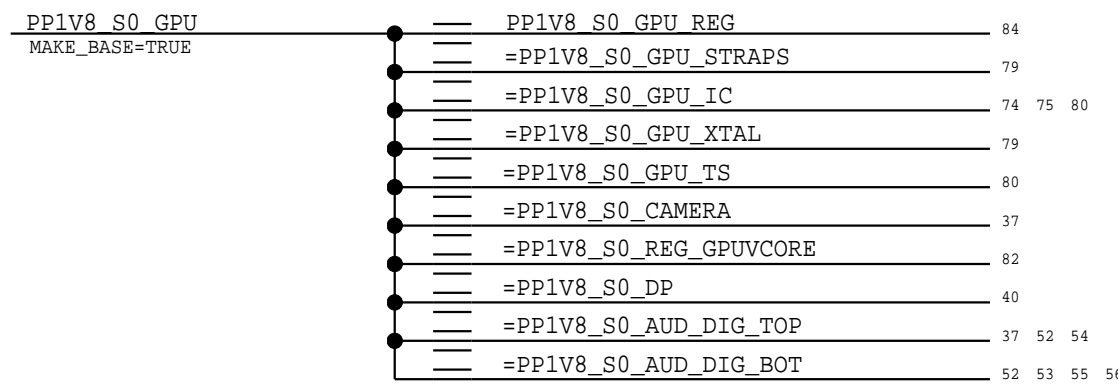 PP1V8_S0_GPU PP1V8_S0_GPU_REG 84
MAKE_BASE=TRUE
=PP1V8_S0_GPU_STRAPS 79
=PP1V8_S0_GPU_IC 74 75 80
=PP1V8_S0_GPU_XTAL 79
=PP1V8_S0_GPU_TS 80
=PP1V8_S0_CAMERA 37
=PP1V8_S0_REG_GPUVCORE 82
=PP1V8_S0_DP 40
=PP1V8_S0_AUD_DIG_TOP 37 52 54
=PP1V8_S0_AUD_DIG_BOT 52 53 55 56